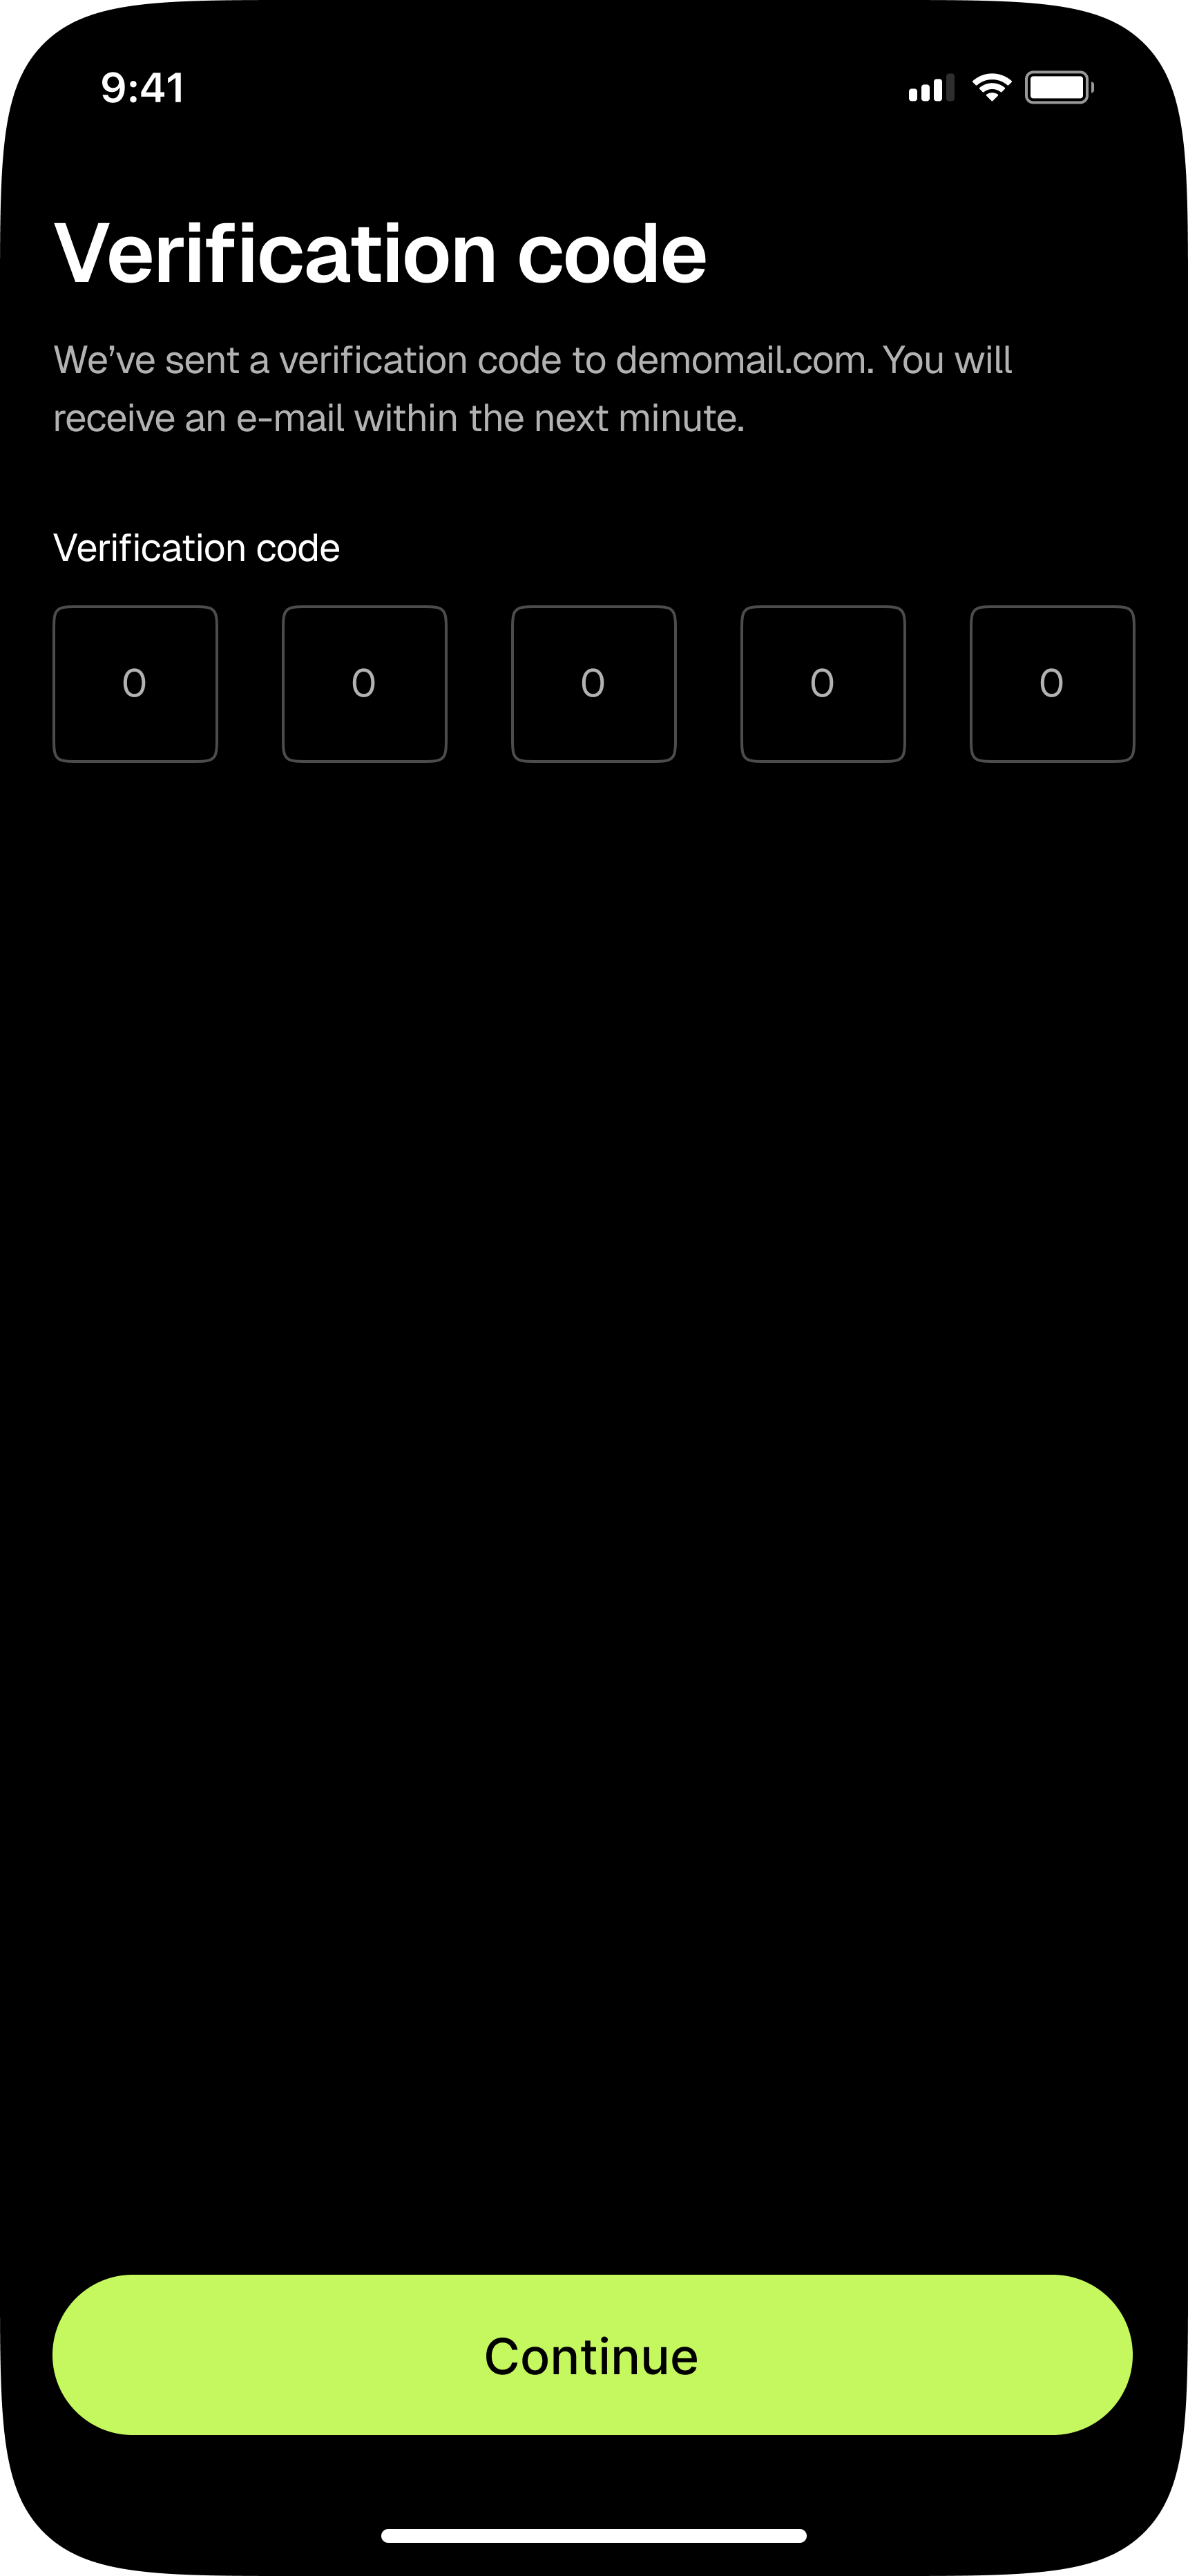 9:41
Verification code
We’ve sent a verification code to demomail.com. You will
receive an e-mail within the next minute.
Verification code
0 0 0 0 0
Continue